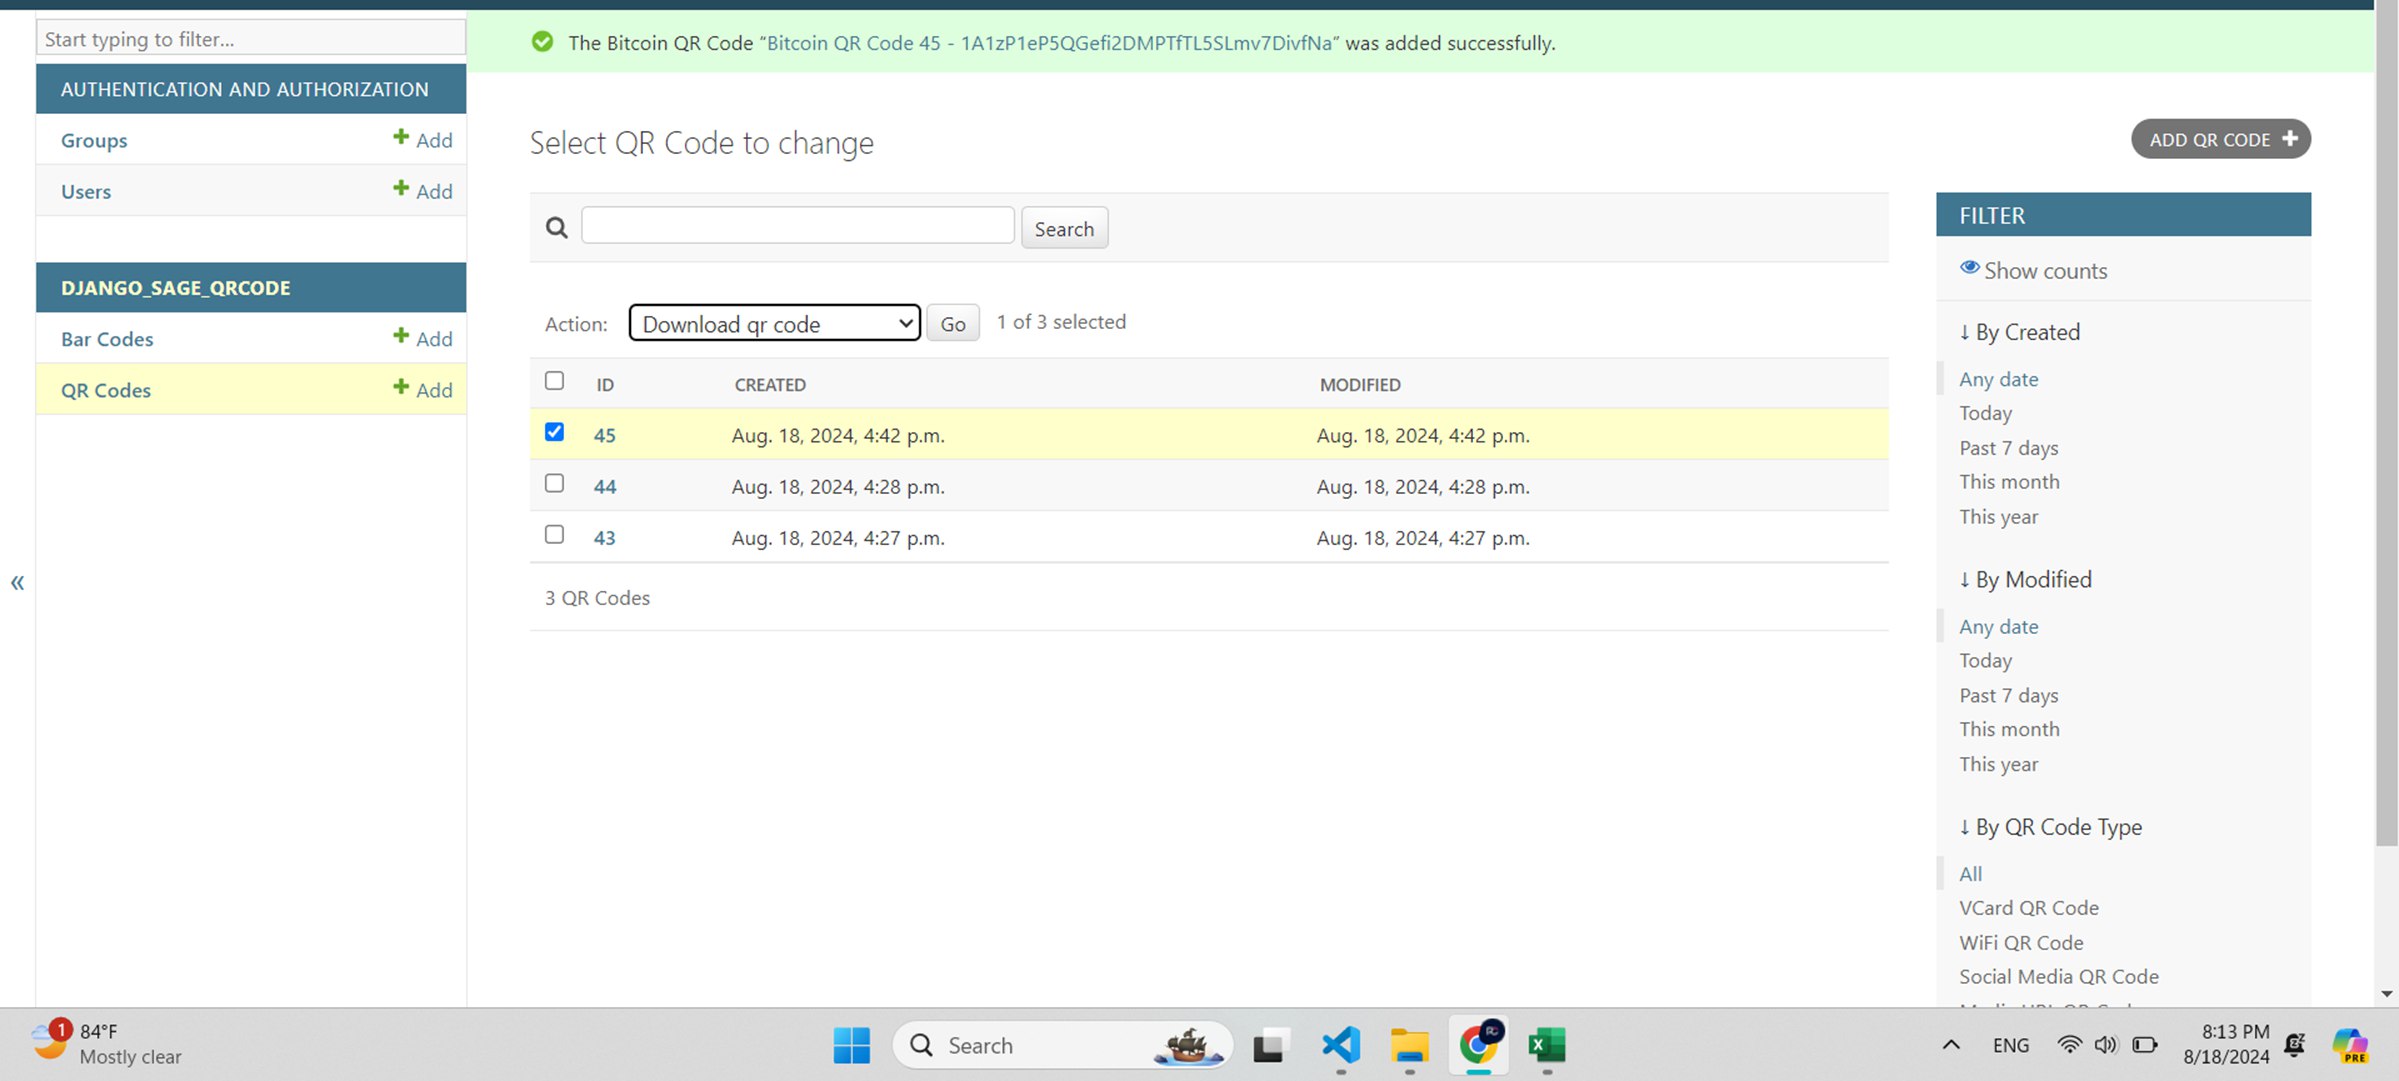 Start typing to filter...
AUTHENTICATION AND AUTHORIZATION
Groups Add
Users Add
DJANGO_SAGE_QRCODE
Bar Codes Add
QR Codes Add
«
The Bitcoin QR Code “Bitcoin QR Code 45 - 1A1zP1eP5QGefi2DMPTfTL5SLmv7DivfNa” was added successfully.
Select QR Code to change
ADD QR CODE
Search
Action: Download qr code Go 1 of 3 selected
ID CREATED MODIFIED
45 Aug. 18, 2024, 4:42 p.m. Aug. 18, 2024, 4:42 p.m.
44 Aug. 18, 2024, 4:28 p.m. Aug. 18, 2024, 4:28 p.m.
43 Aug. 18, 2024, 4:27 p.m. Aug. 18, 2024, 4:27 p.m.
3 QR Codes
FILTER
Show counts
↓ By Created
Any date
Today
Past 7 days
This month
This year
↓ By Modified
Any date
Today
Past 7 days
This month
This year
↓ By QR Code Type
All
VCard QR Code
WiFi QR Code
Social Media QR Code
1 84°F
Mostly clear
Search
ENG
8:13 PM
8/18/2024
PRE